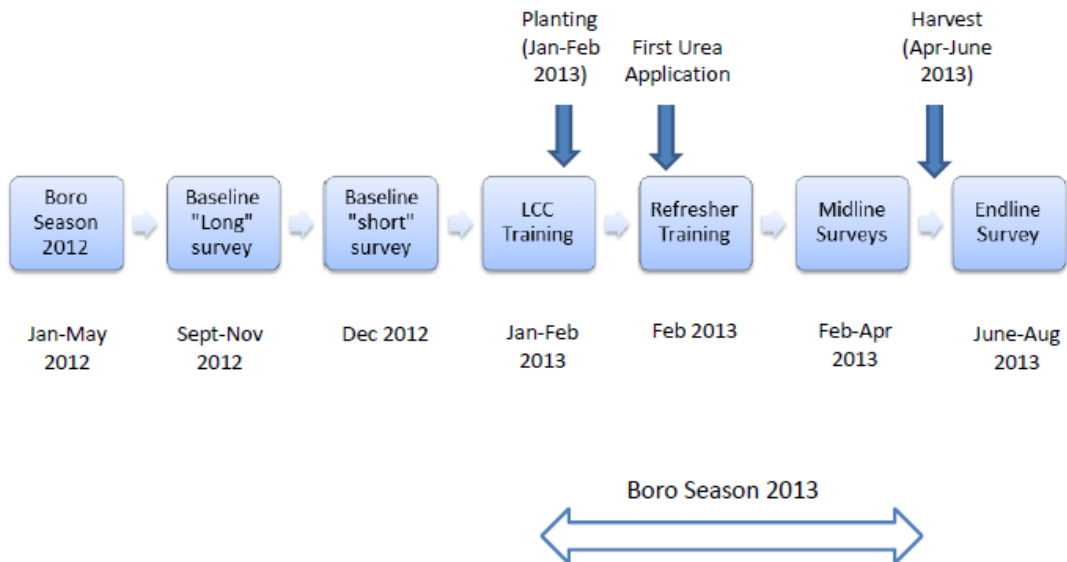 Planting
(Jan-Feb
2013)
First Urea
Application
Harvest
(Apr-June
2013)
Boro
Season
2012
Baseline
"Long"
survey
Baseline
"short"
survey
LCC
Training
Refresher
Training
Midline
Surveys
Endline
Survey
Jan-May
2012
Sept-Nov
2012
Dec 2012
Jan-Feb
2013
Feb 2013
Feb-Apr
2013
June-Aug
2013
Boro Season 2013